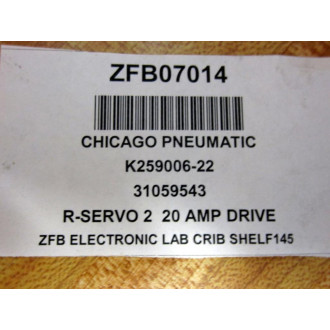 ZFB07014
CHICAGO PNEUMATIC
K259006-22
31059543
R-SERVO 2 20 AMP DRIVE
ZFB ELECTRONIC LAB CRIB SHELF145